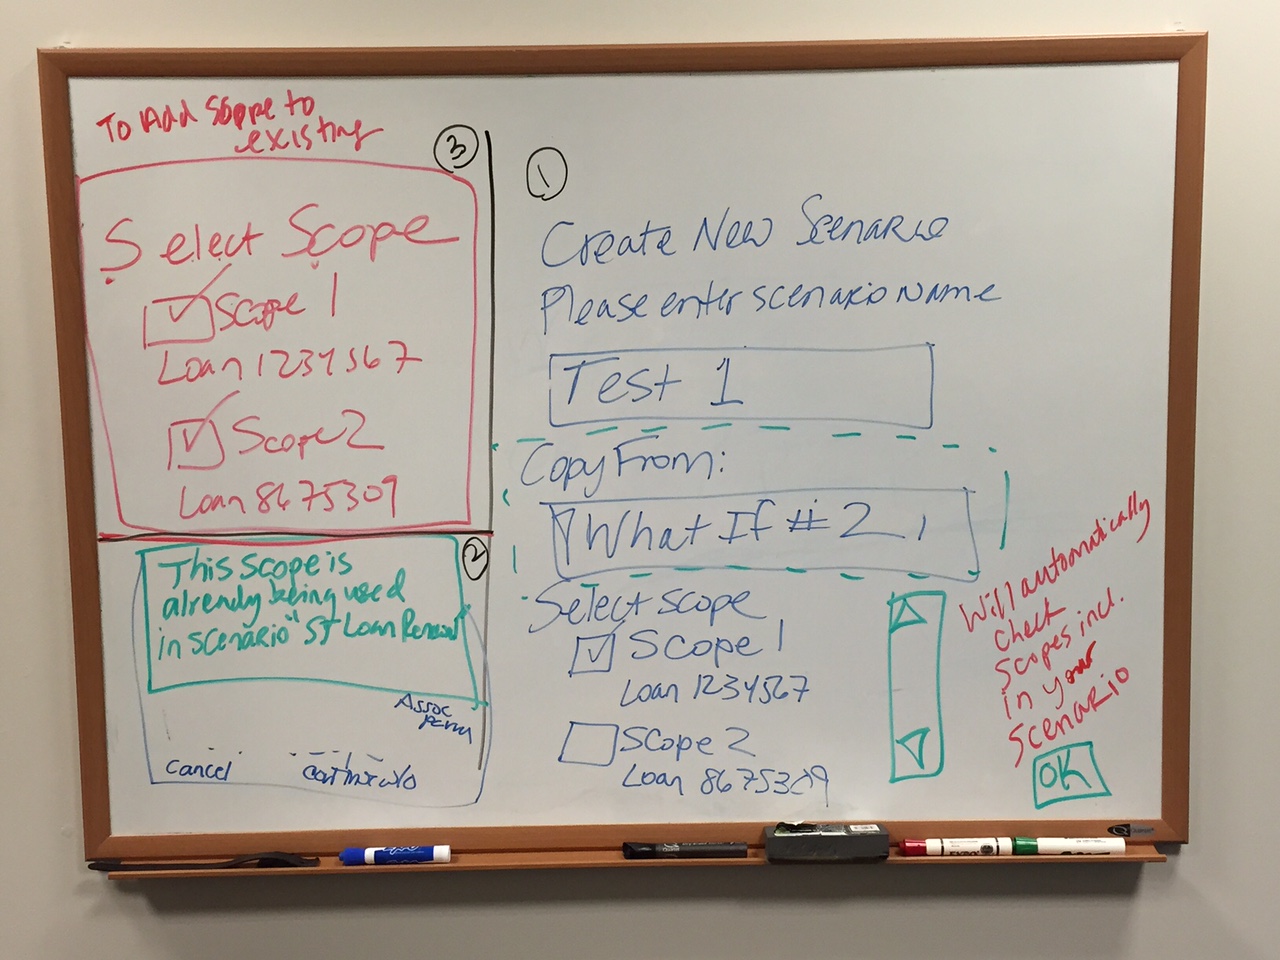 To Add Scope to
existing
3
Select Scope
Scope 1
Loan 1234567
Scope 2
Loan 8675309
2
This scope is
already being used
in scenario "St Loan
Assoc
cancel
continue w/o
1
Create New Scenario
Please enter scenario name
Test 1
Copy From:
What If # 2
Select scope
Scope 1
Loan 1234567
Scope 2
Loan 8675309
Will automatically
check
scopes incl.
in your
scenario
OK
EXPO